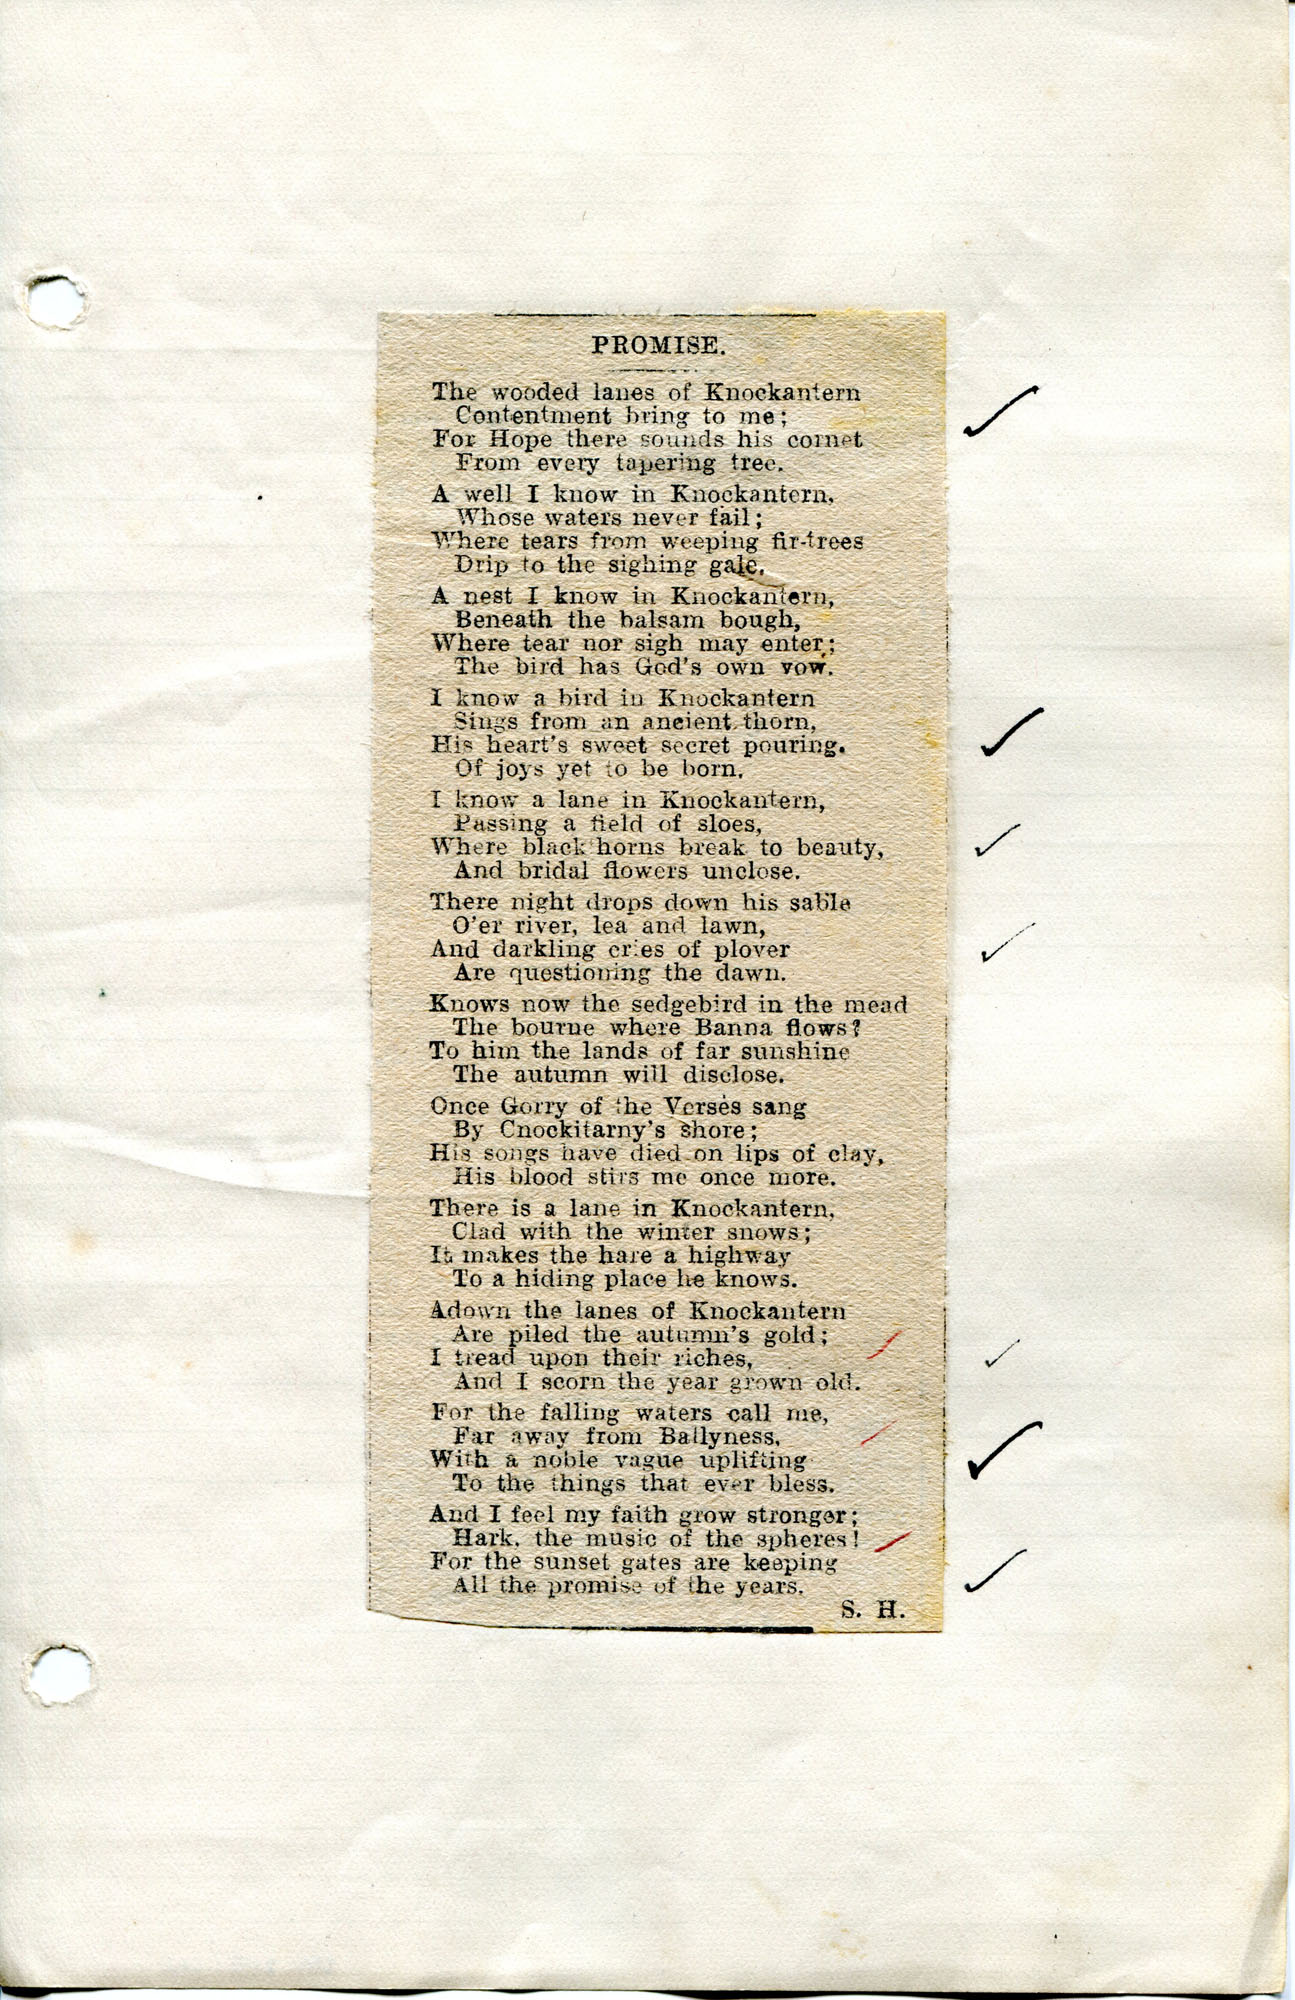 PROMISE.
The wooded lanes of Knockantern
Contentment bring to me;
For Hope there sounds his cornet
From every tapering tree.
A well I know in Knockantern,
Whose waters never fail;
Where tears from weeping fir-trees
Drip to the sighing gale.
A nest I know in Knockantern,
Beneath the balsam bough,
Where tear nor sigh may enter;
The bird has God's own vow.
I know a bird in Knockantern
Sings from an ancient thorn,
His heart's sweet secret pouring.
Of joys yet to be born.
I know a lane in Knockantern,
Passing a field of sloes,
Where blackthorns break to beauty,
And bridal flowers unclose.
There night drops down his sable
O'er river, lea and lawn,
And darkling cries of plover
Are questioning the dawn.
Knows now the sedgebird in the mead
The bourne where Banna flows?
To him the lands of far sunshine
The autumn will disclose.
Once Gorry of the Verses sang
By Cnockitarny's shore;
His songs have died on lips of clay,
His blood stirs me once more.
There is a lane in Knockantern,
Clad with the winter snows;
It makes the hare a highway
To a hiding place he knows.
Adown the lanes of Knockantern
Are piled the autumn's gold;
I tread upon their riches,
And I scorn the year grown old.
For the falling waters call me,
Far away from Ballyness,
With a noble vague uplifting
To the things that ever bless.
And I feel my faith grow stronger;
Hark, the music of the spheres!
For the sunset gates are keeping
All the promise of the years.
S. H.